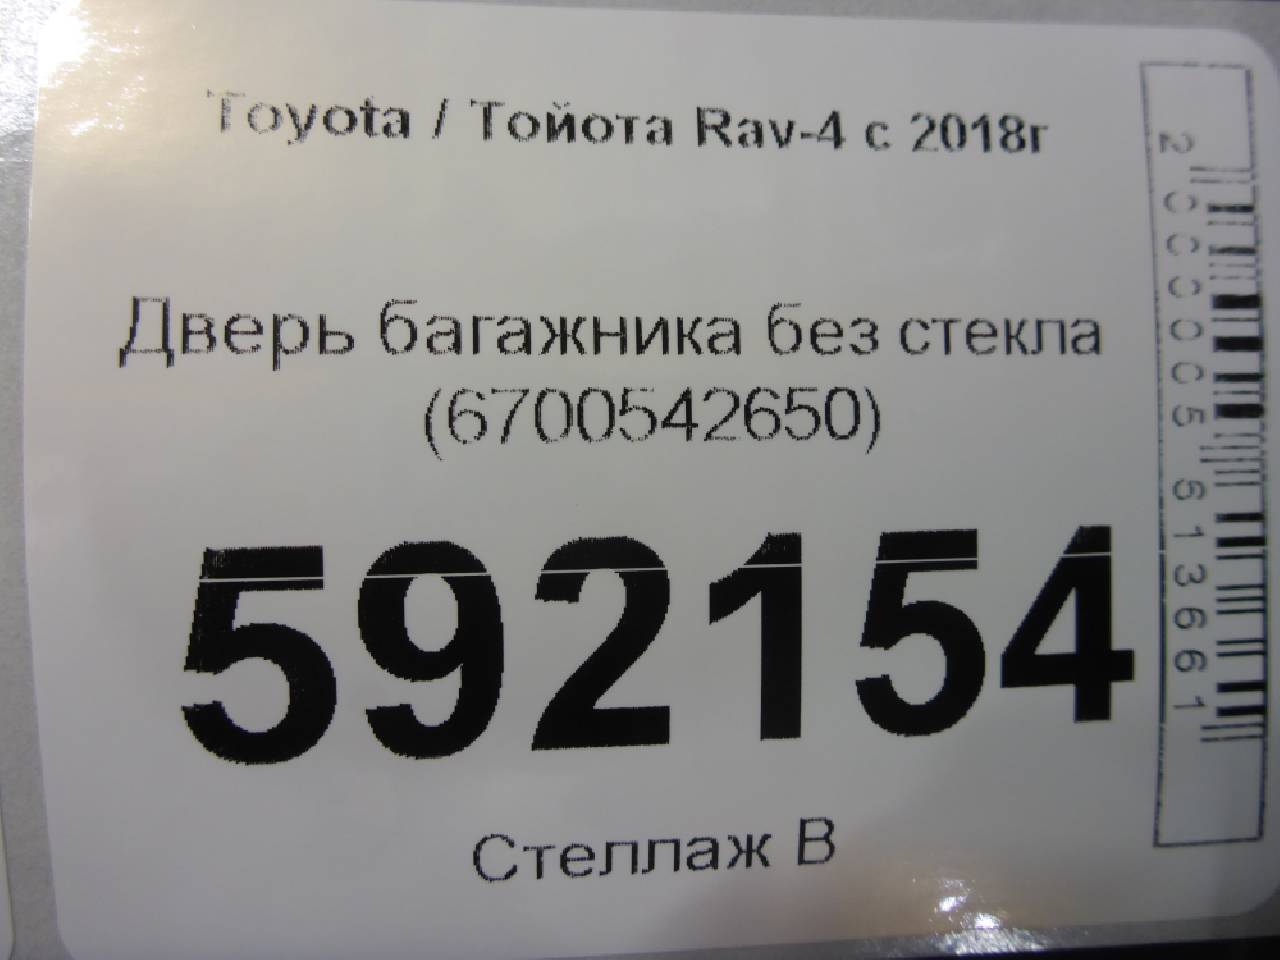 Toyota / Тойота Rav-4 с 2018г
Дверь багажника без стекла
(6700542650)
592154
Стеллаж В
2000005613661